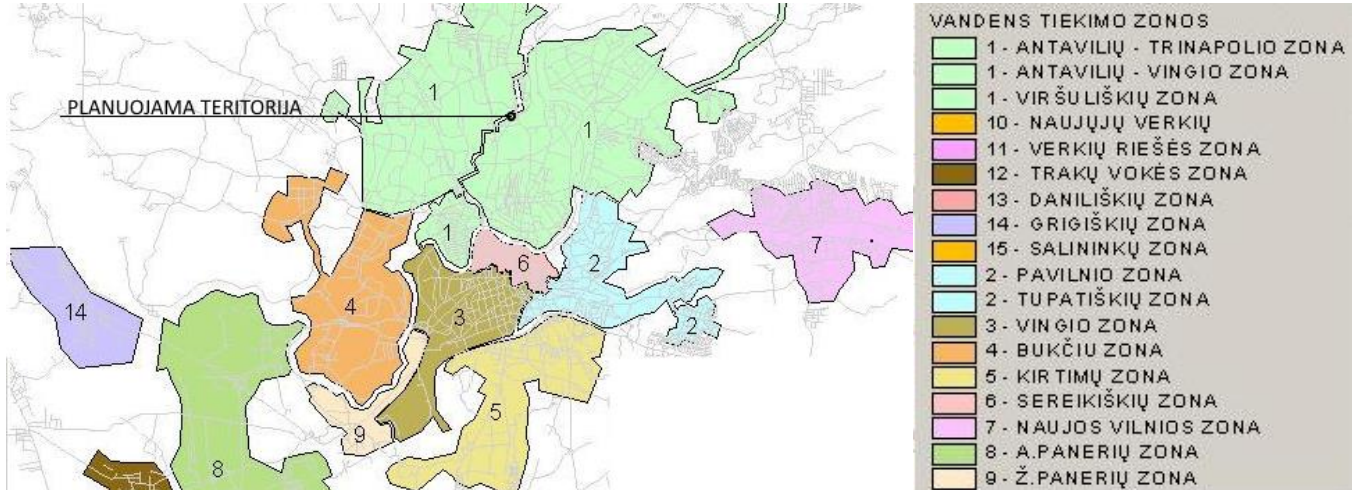 PLANUOJAMA TERITORIJA
1
1
1
2
2
6
7
14
4
3
5
9
8
VANDENS TIEKIMO ZONOS
1 - ANTAVILIŲ - TRINAPOLIO ZONA
1 - ANTAVILIŲ - VINGIO ZONA
1 - VIRŠULIŠKIŲ ZONA
10 - NAUJŲJŲ VERKIŲ
11 - VERKIŲ RIEŠĖS ZONA
12 - TRAKŲ VOKĖS ZONA
13 - DANILIŠKIŲ ZONA
14 - GRIGIŠKIŲ ZONA
15 - SALININKŲ ZONA
2 - PAVILNIO ZONA
2 - TUPATIŠKIŲ ZONA
3 - VINGIO ZONA
4 - BUKČIU ZONA
5 - KIRTIMŲ ZONA
6 - SEREIKIŠKIŲ ZONA
7 - NAUJOS VILNIOS ZONA
8 - A.PANERIŲ ZONA
9 - Ž.PANERIŲ ZONA